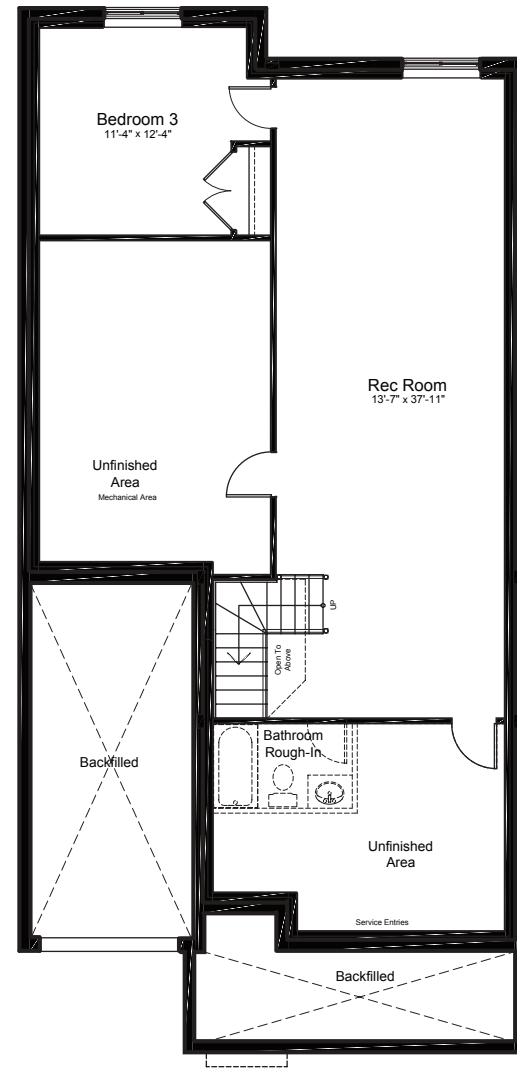 Bedroom 3
11'-4" x 12'-4"
Rec Room
13'-7" x 37'-11"
Unfinished
Area
Mechanical Area
UP
Open To
Above
Bathroom
Rough-In
Backfilled
Unfinished
Area
Service Entries
Backfilled